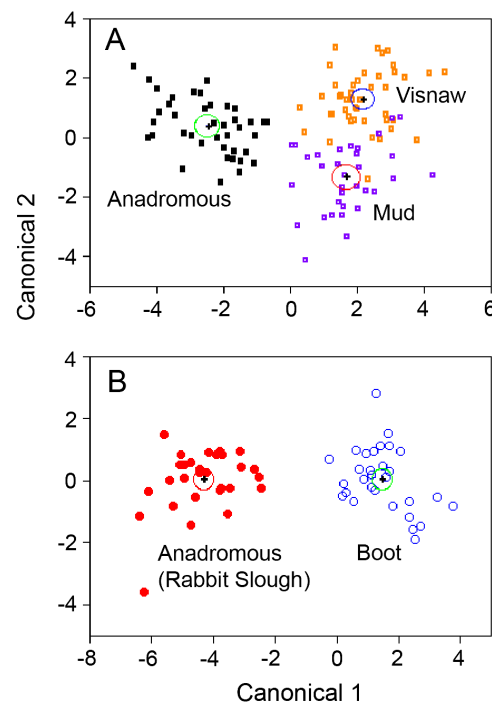 A
4
2
0
-2
-4
Visnaw
Anadromous
Mud
-6 -4 -2 0 2 4 6
Canonical 2
B
4
2
0
-2
-4
Anadromous
(Rabbit Slough)
Boot
-8 -6 -4 -2 0 2 4
Canonical 1